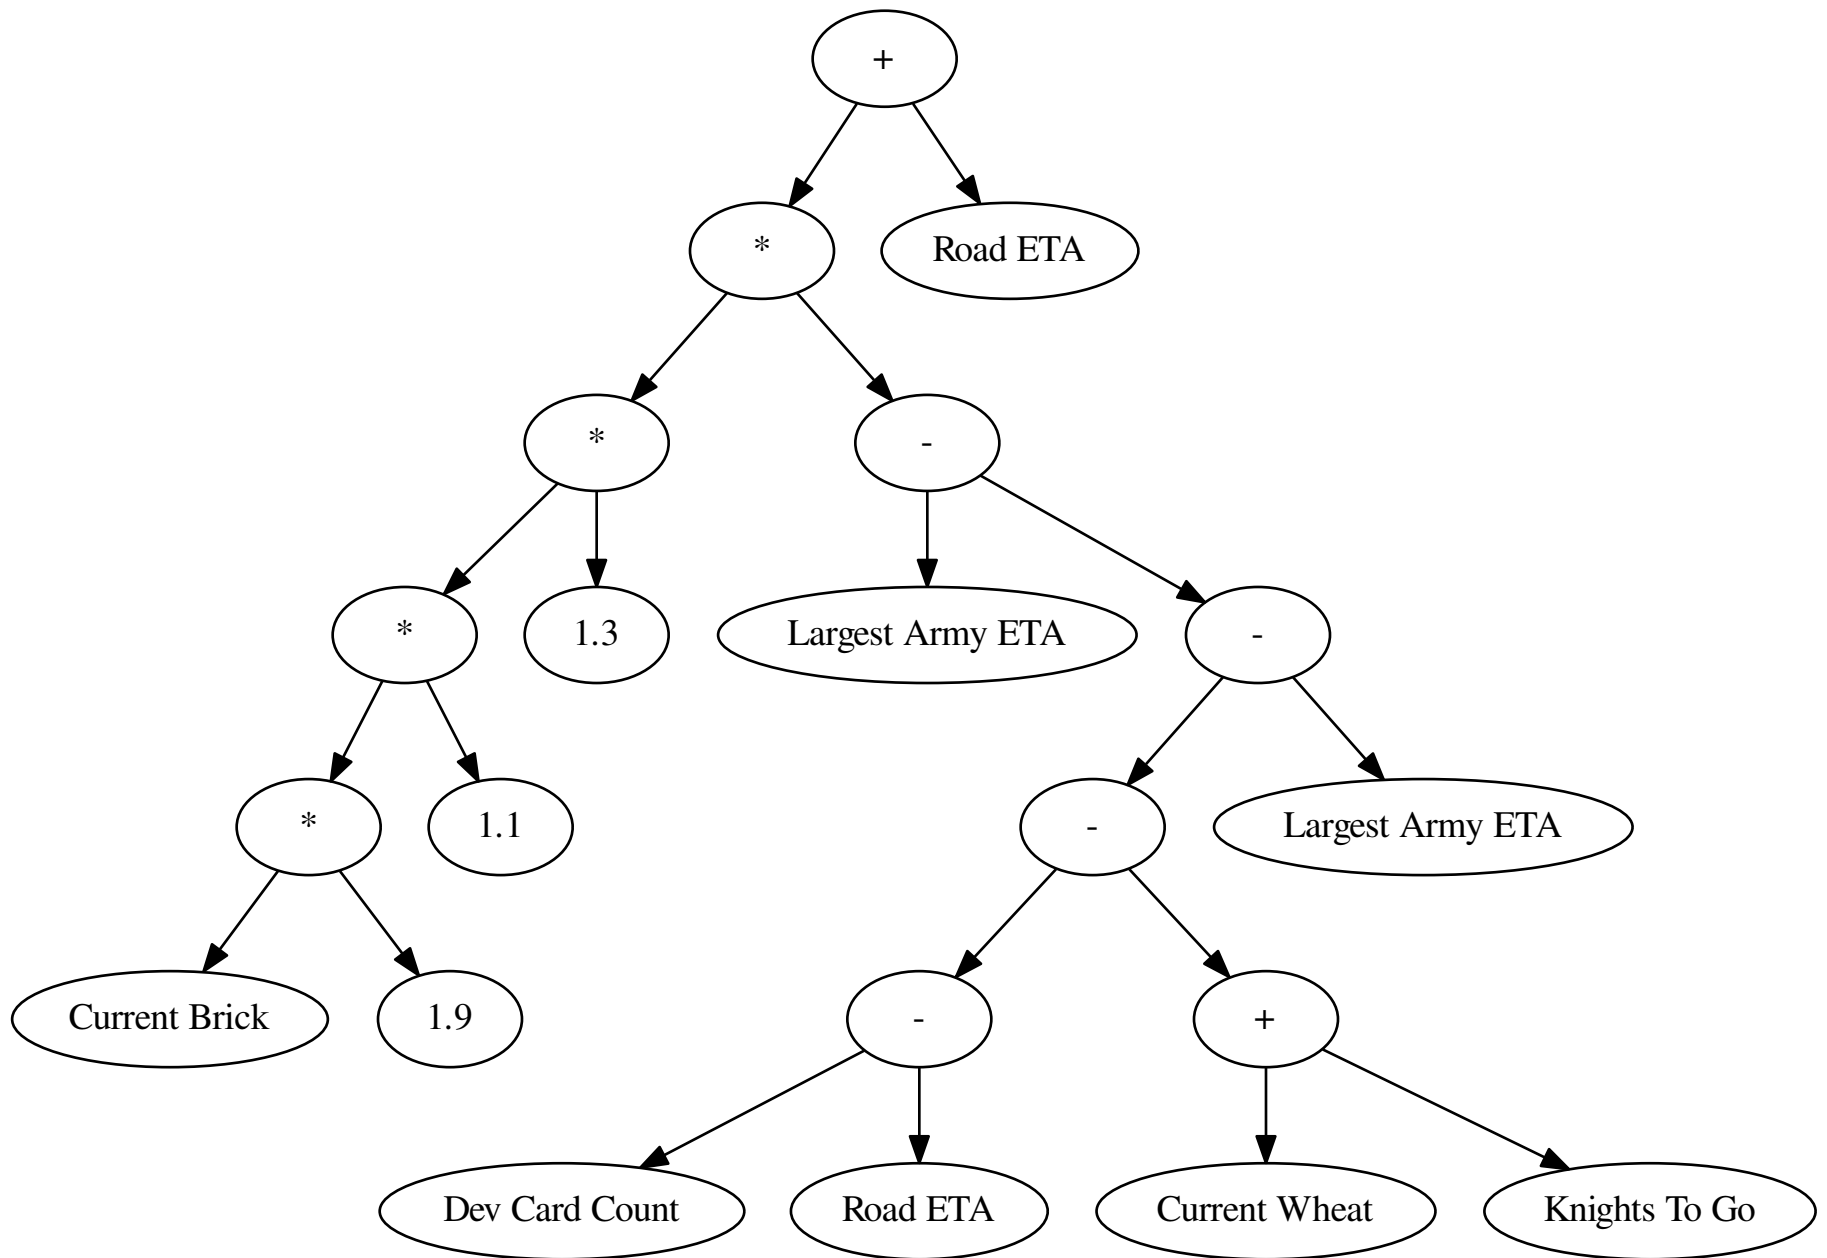 +
*
Road ETA
*
-
*
1.3
Largest Army ETA
-
*
1.1
-
Largest Army ETA
Current Brick
1.9
-
+
Dev Card Count
Road ETA
Current Wheat
Knights To Go